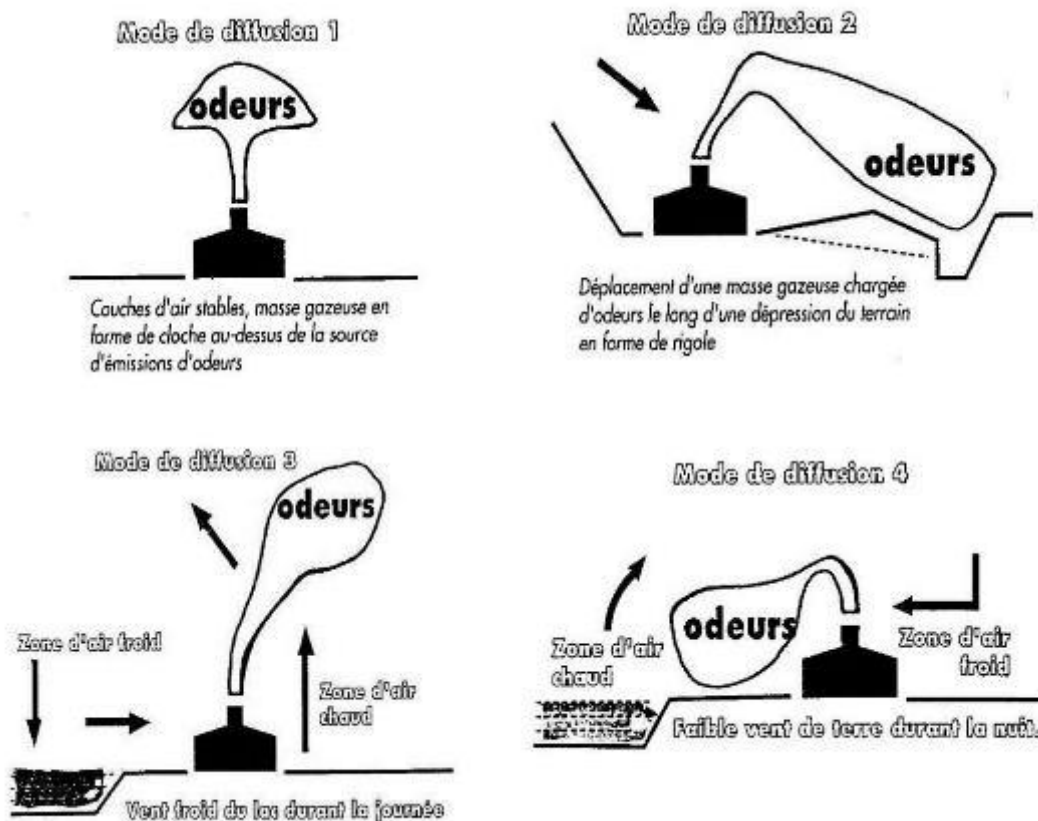 Mode de diffusion 1
odeurs
Couches d'air stables, masse gazeuse en
forme de cloche au-dessus de la source
d'émissions d'odeurs
Mode de diffusion 2
odeurs
Déplacement d'une masse gazeuse chargée
d'odeurs le long d'une dépression du terrain
en forme de rigole
Mode de diffusion 3
odeurs
Zone d'air froid
Zone d'air
chaud
Vent froid du lac durant la journée
Mode de diffusion 4
odeurs
Zone d'air
chaud
Zone d'air
froid
Faible vent de terre durant la nuit.